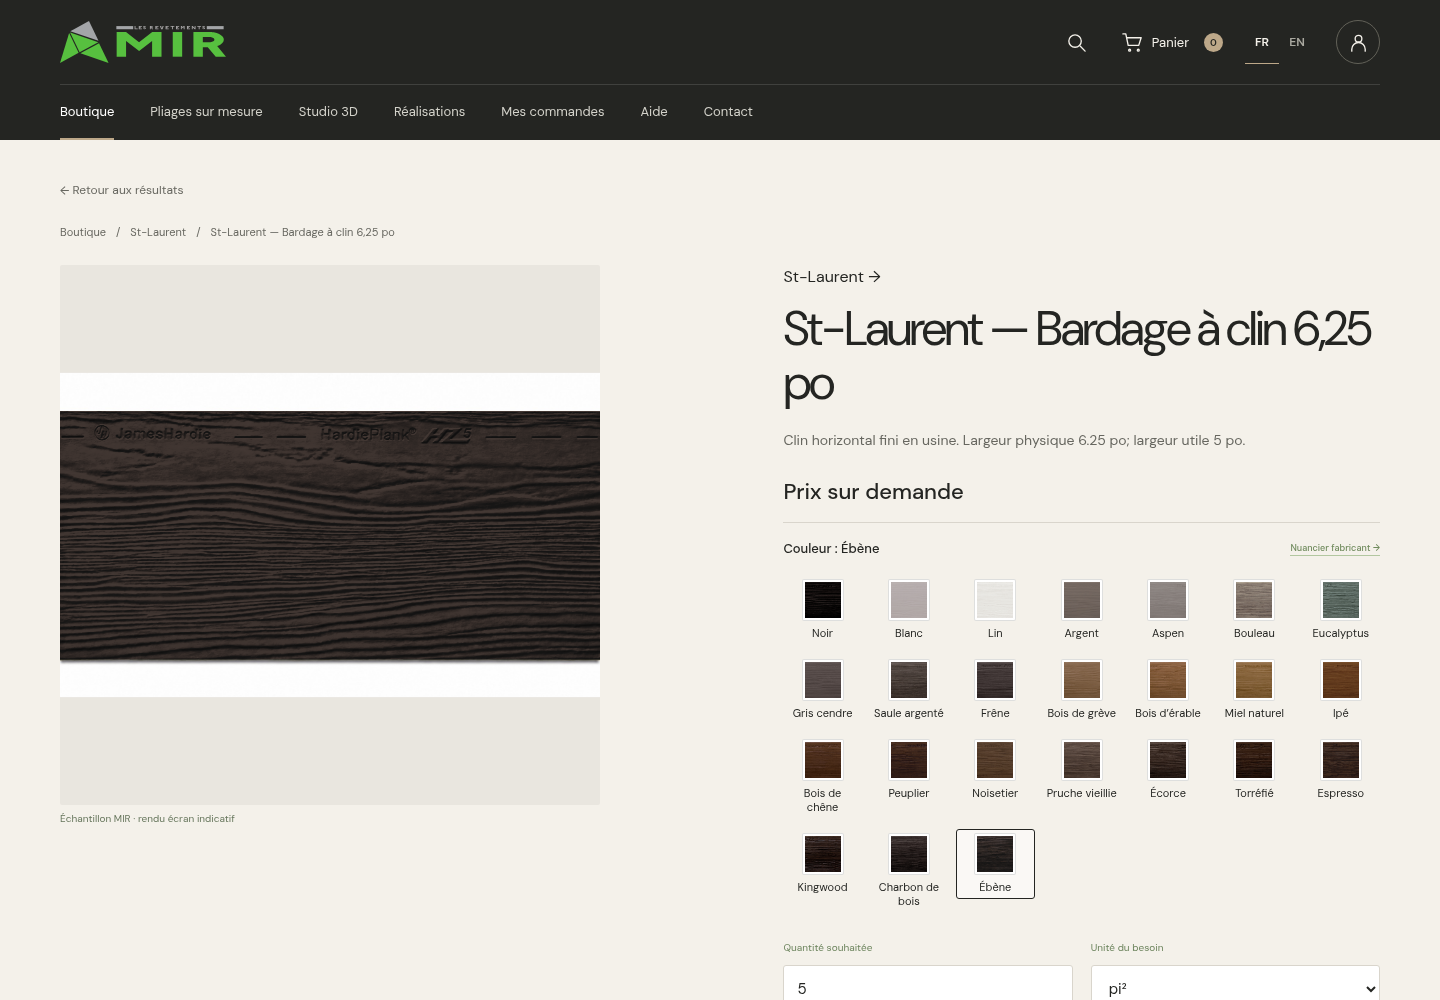 LES REVETEMENTS
MIR
Panier
0
FR
EN
Boutique
Pliages sur mesure
Studio 3D
Réalisations
Mes commandes
Aide
Contact
← Retour aux résultats
Boutique / St-Laurent / St-Laurent — Bardage à clin 6,25 po
JamesHardie
HardiePlank HZ5
Échantillon MIR · rendu écran indicatif
St-Laurent →
St-Laurent — Bardage à clin 6,25
po
Clin horizontal fini en usine. Largeur physique 6.25 po; largeur utile 5 po.
Prix sur demande
Couleur : Ébène
Nuancier fabricant →
Noir
Blanc
Lin
Argent
Aspen
Bouleau
Eucalyptus
Gris cendre
Saule argenté
Frêne
Bois de grève
Bois d’érable
Miel naturel
Ipé
Bois de
chêne
Peuplier
Noisetier
Pruche vieillie
Écorce
Torréfié
Espresso
Kingwood
Charbon de
bois
Ébène
Quantité souhaitée
Unité du besoin
5
pi²